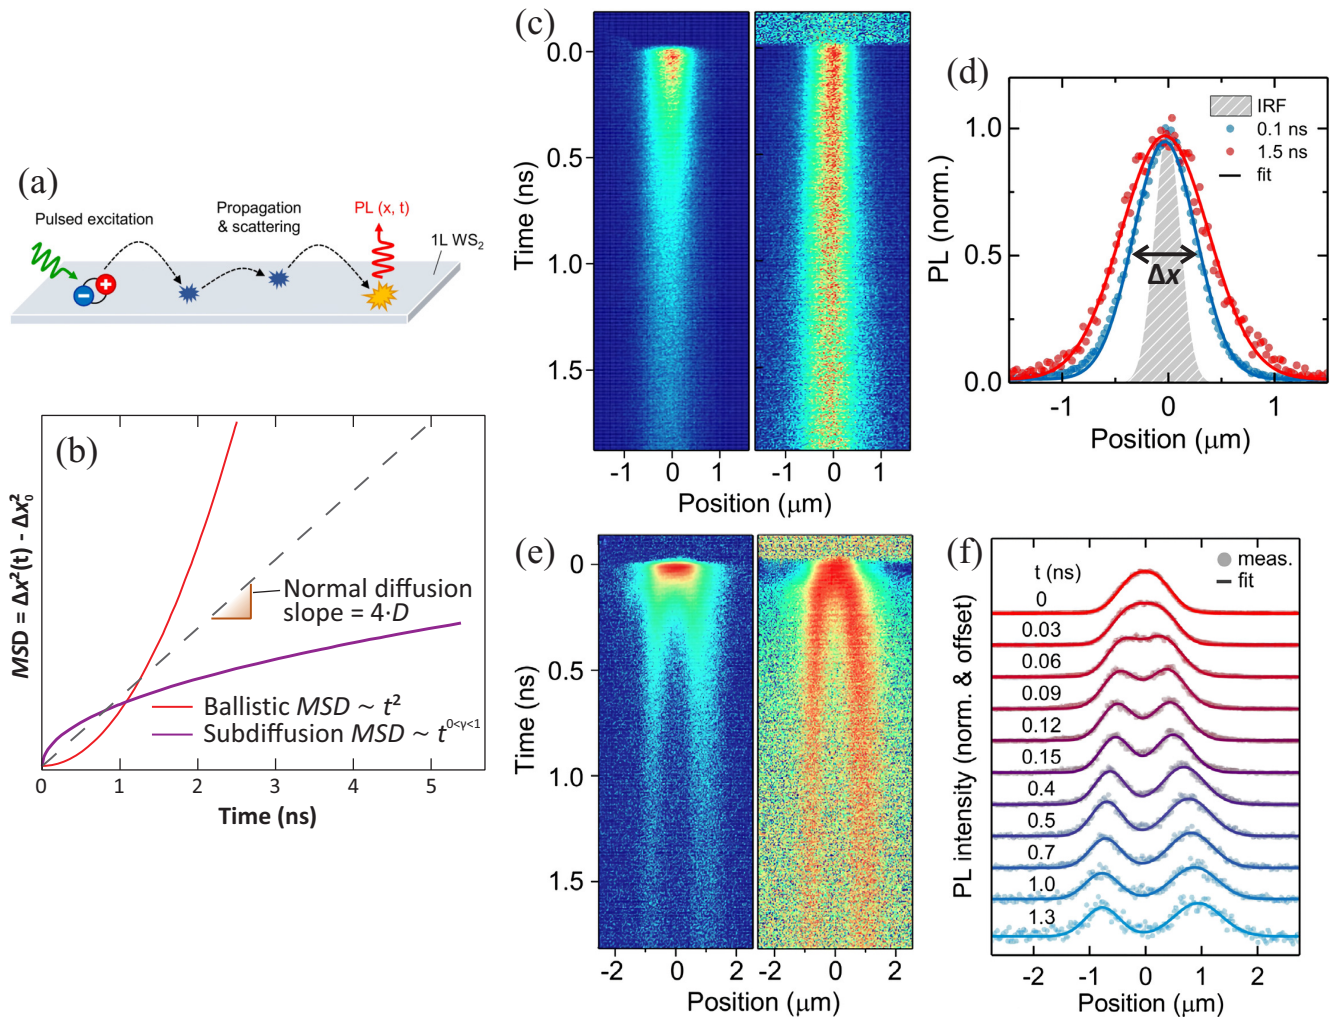 (a)
Pulsed excitation
Propagation
& scattering
PL (x, t)
1L WS₂
−
+
(b)
MSD = Δx²(t) - Δx₀²
Normal diffusion
slope = 4·D
Ballistic MSD ~ t²
Subdiffusion MSD ~ t^0<γ<1
0 1 2 3 4 5
Time (ns)
(c)
Time (ns)
0.0
0.5
1.0
1.5
-1 0 1
-1 0 1
Position (μm)
(d)
PL (norm.)
1.0
0.5
0.0
IRF
0.1 ns
1.5 ns
fit
Δx
-1 0 1
Position (μm)
(e)
Time (ns)
0
0.5
1.0
1.5
-2 0 2
-2 0 2
Position (μm)
(f)
PL intensity (norm. & offset)
meas.
fit
t (ns)
0
0.03
0.06
0.09
0.12
0.15
0.4
0.5
0.7
1.0
1.3
-2 -1 0 1 2
Position (μm)